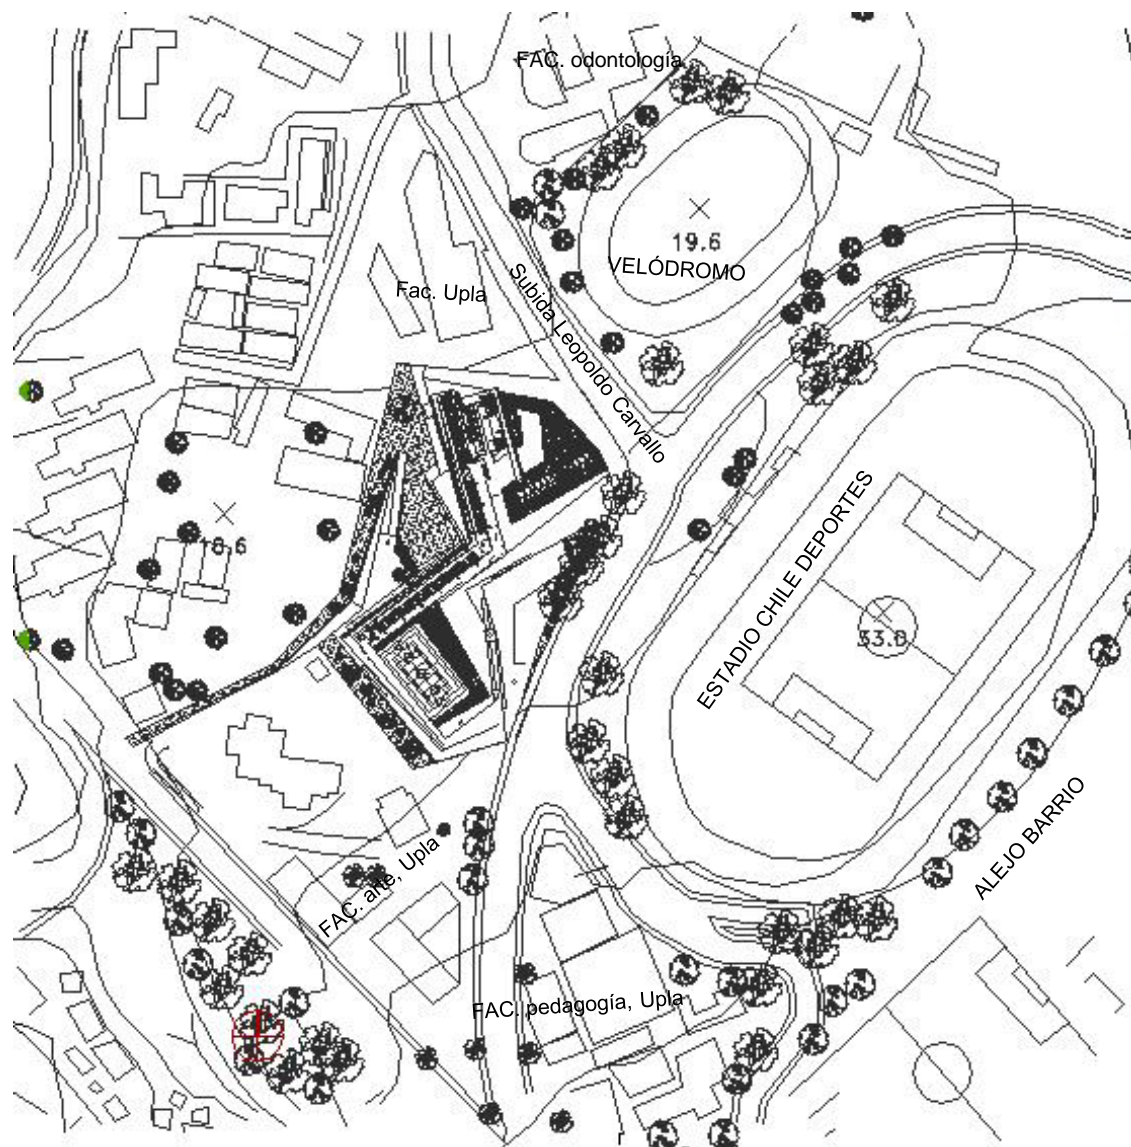 FAC. odontología
19.6
VELÓDROMO
Fac. Upla
Subida Leopoldo Carvallo
ESTADIO CHILE DEPORTES
18.6
33.0
ALEJO BARRIO
FAC. arte, Upla
FAC. pedagogía, Upla